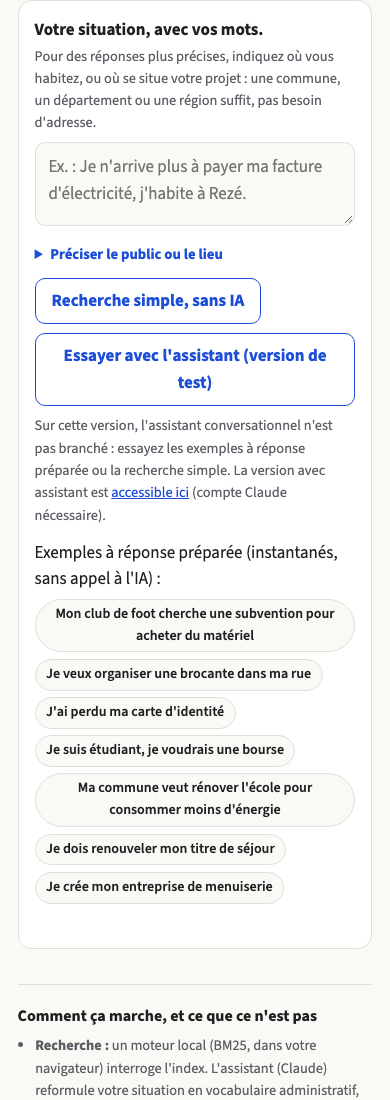 Votre situation, avec vos mots.
Pour des réponses plus précises, indiquez où vous
habitez, ou où se situe votre projet : une commune,
un département ou une région suffit, pas besoin
d'adresse.
Ex. : Je n'arrive plus à payer ma facture
d'électricité, j'habite à Rezé.
Préciser le public ou le lieu
Recherche simple, sans IA
Essayer avec l'assistant (version de
test)
Sur cette version, l'assistant conversationnel n'est
pas branché : essayez les exemples à réponse
préparée ou la recherche simple. La version avec
assistant est accessible ici (compte Claude
nécessaire).
Exemples à réponse préparée (instantanés,
sans appel à l'IA) :
Mon club de foot cherche une subvention pour
acheter du matériel
Je veux organiser une brocante dans ma rue
J'ai perdu ma carte d'identité
Je suis étudiant, je voudrais une bourse
Ma commune veut rénover l'école pour
consommer moins d'énergie
Je dois renouveler mon titre de séjour
Je crée mon entreprise de menuiserie
Comment ça marche, et ce que ce n'est pas
• Recherche : un moteur local (BM25, dans votre
navigateur) interroge l'index. L'assistant (Claude)
reformule votre situation en vocabulaire administratif,